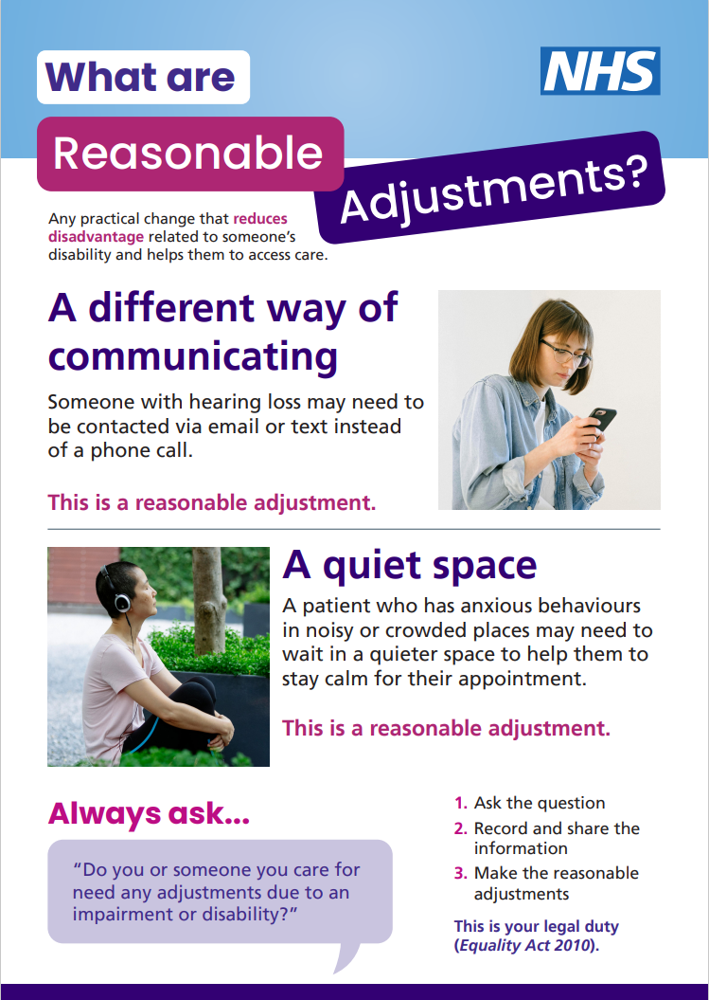 What are
NHS
Reasonable
Adjustments?
Any practical change that reduces
disadvantage related to someone's
disability and helps them to access care.
A different way of
communicating
Someone with hearing loss may need to
be contacted via email or text instead
of a phone call.
This is a reasonable adjustment.
A quiet space
A patient who has anxious behaviours
in noisy or crowded places may need to
wait in a quieter space to help them to
stay calm for their appointment.
This is a reasonable adjustment.
Always ask...
“Do you or someone you care for
need any adjustments due to an
impairment or disability?”
1. Ask the question
2. Record and share the
information
3. Make the reasonable
adjustments
This is your legal duty
(Equality Act 2010).